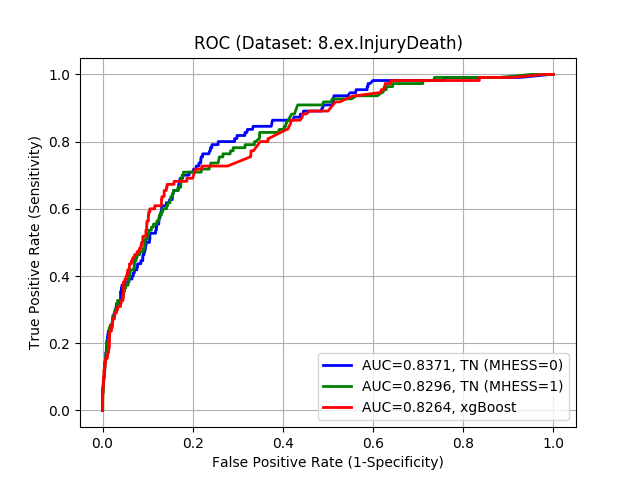 ROC (Dataset: 8.ex.InjuryDeath)
1.0
0.8
0.6
0.4
0.2
0.0
True Positive Rate (Sensitivity)
AUC=0.8371, TN (MHESS=0)
AUC=0.8296, TN (MHESS=1)
AUC=0.8264, xgBoost
0.0 0.2 0.4 0.6 0.8 1.0
False Positive Rate (1-Specificity)